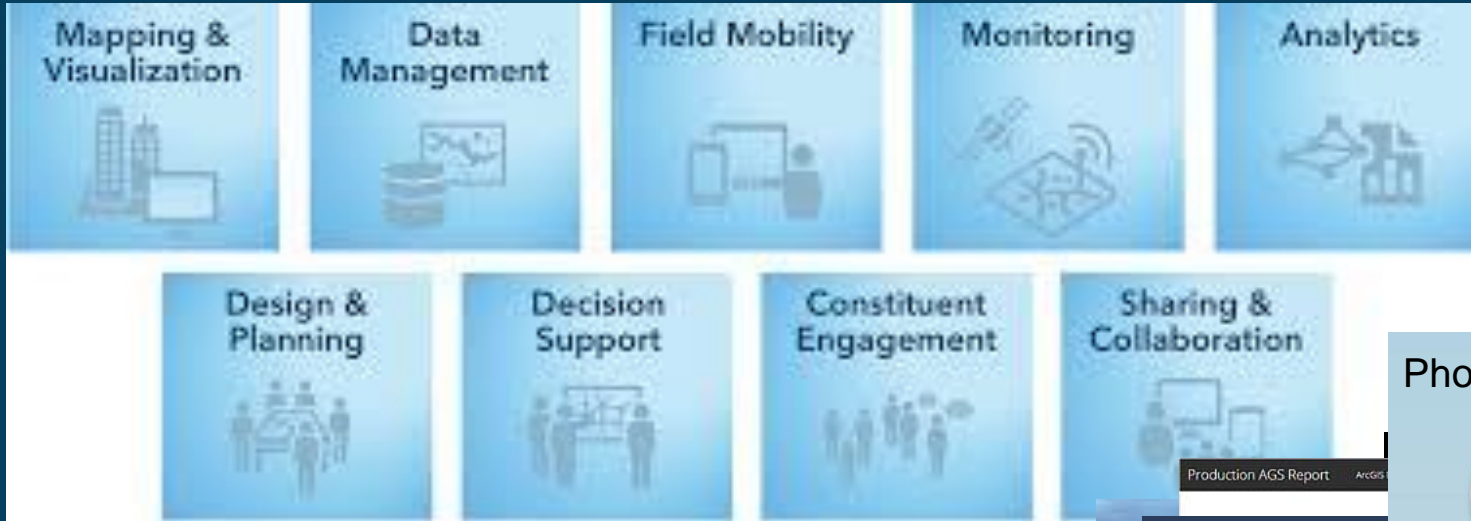 Mapping &
Visualization
Data
Management
Field Mobility
Monitoring
Analytics
Design &
Planning
Decision
Support
Constituent
Engagement
Sharing &
Collaboration
Pho
Production AGS Report
ArcGIS